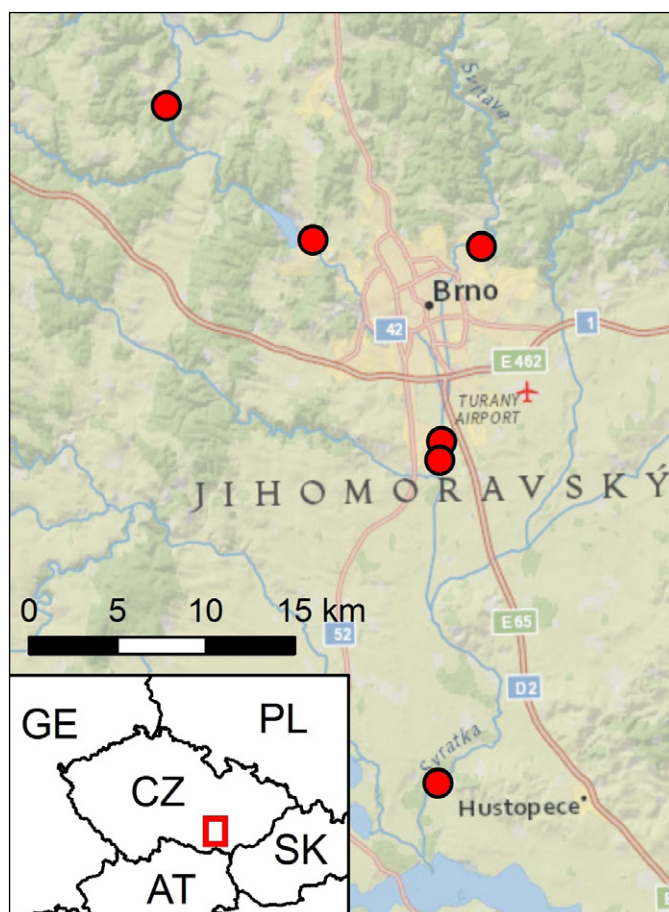 Svitava
Brno
42
1
E 462
TURANY
AIRPORT
JIHOMORAVSKÝ
0 5 10 15 km
52
E65
D2
Svratka
Hustopece
GE
PL
CZ
SK
AT